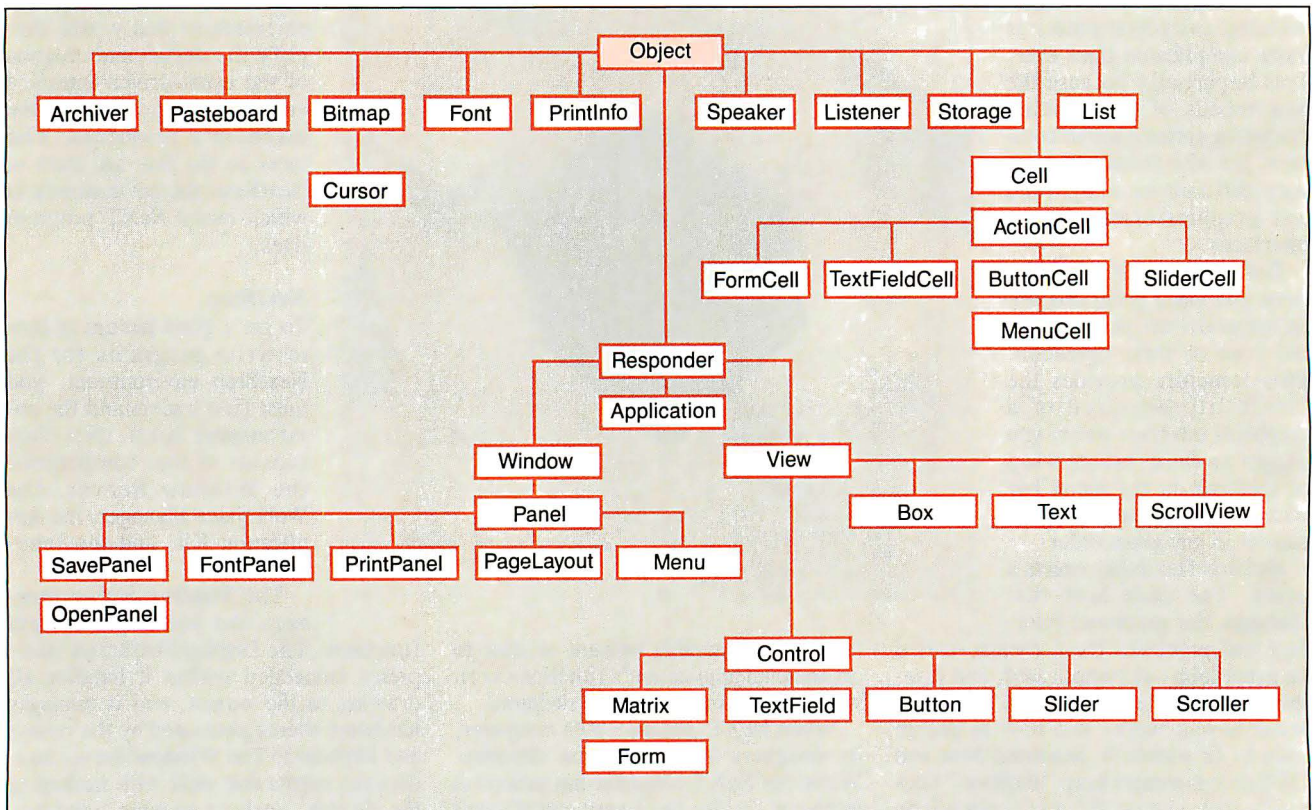 Object
Archiver Pasteboard Bitmap Font PrintInfo Speaker Listener Storage List
Cursor
Cell
ActionCell
FormCell TextFieldCell ButtonCell SliderCell
MenuCell
Responder
Application
Window View
Panel Box Text ScrollView
SavePanel FontPanel PrintPanel PageLayout Menu
OpenPanel
Control
Matrix TextField Button Slider Scroller
Form